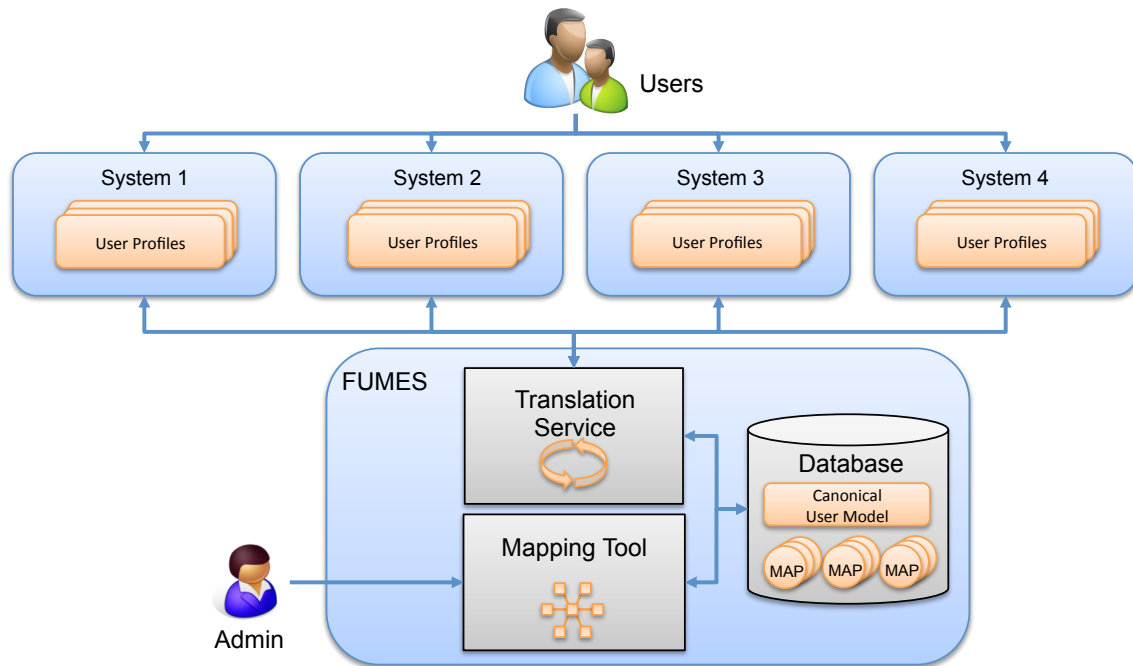 Users
System 1
System 2
System 3
System 4
User Profiles
User Profiles
User Profiles
User Profiles
FUMES
Translation
Service
Database
Canonical
User Model
MAP
MAP
MAP
Mapping Tool
Admin